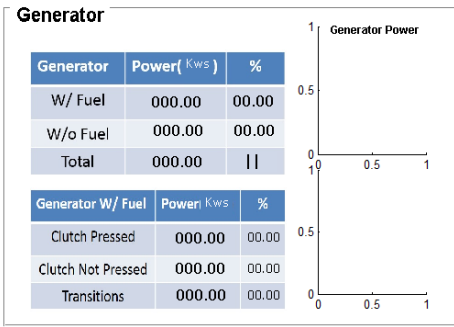 Generator
Generator Power( Kws ) %
W/ Fuel 000.00 00.00
W/o Fuel 000.00 00.00
Total 000.00 ||
Generator W/ Fuel Power( Kws %
Clutch Pressed 000.00 00.00
Clutch Not Pressed 000.00 00.00
Transitions 000.00 00.00
Generator Power
1
0.5
0
0 0.5 1
1
0.5
0
0 0.5 1